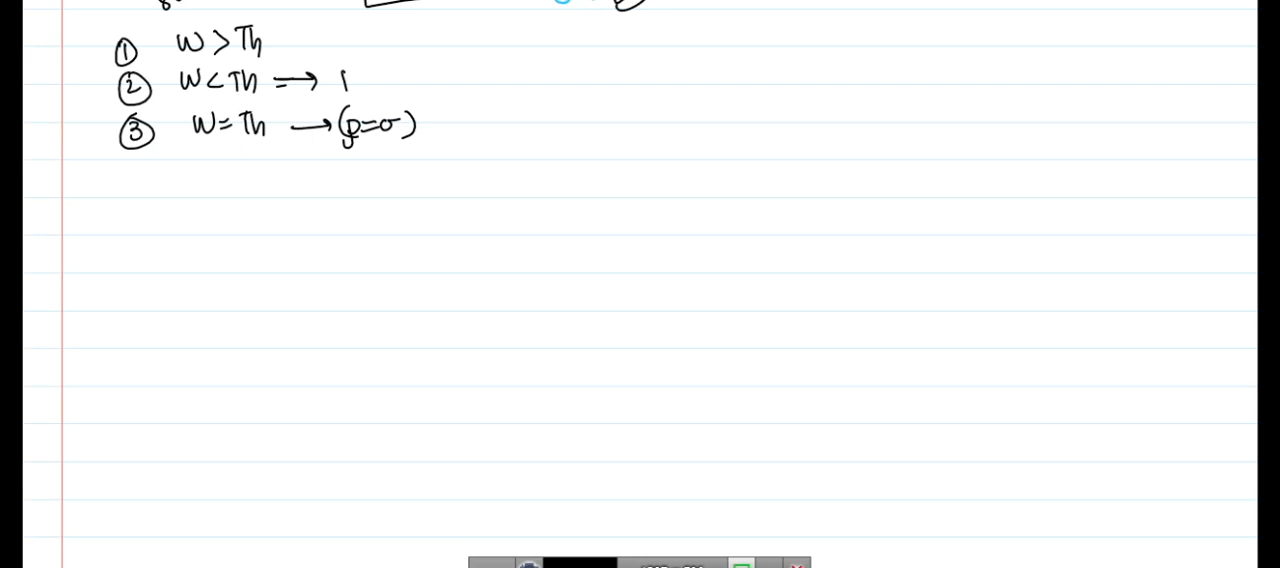 ① W > Th
② W < Th ⟹ 1
③ W = Th ⟶ (p=σ)